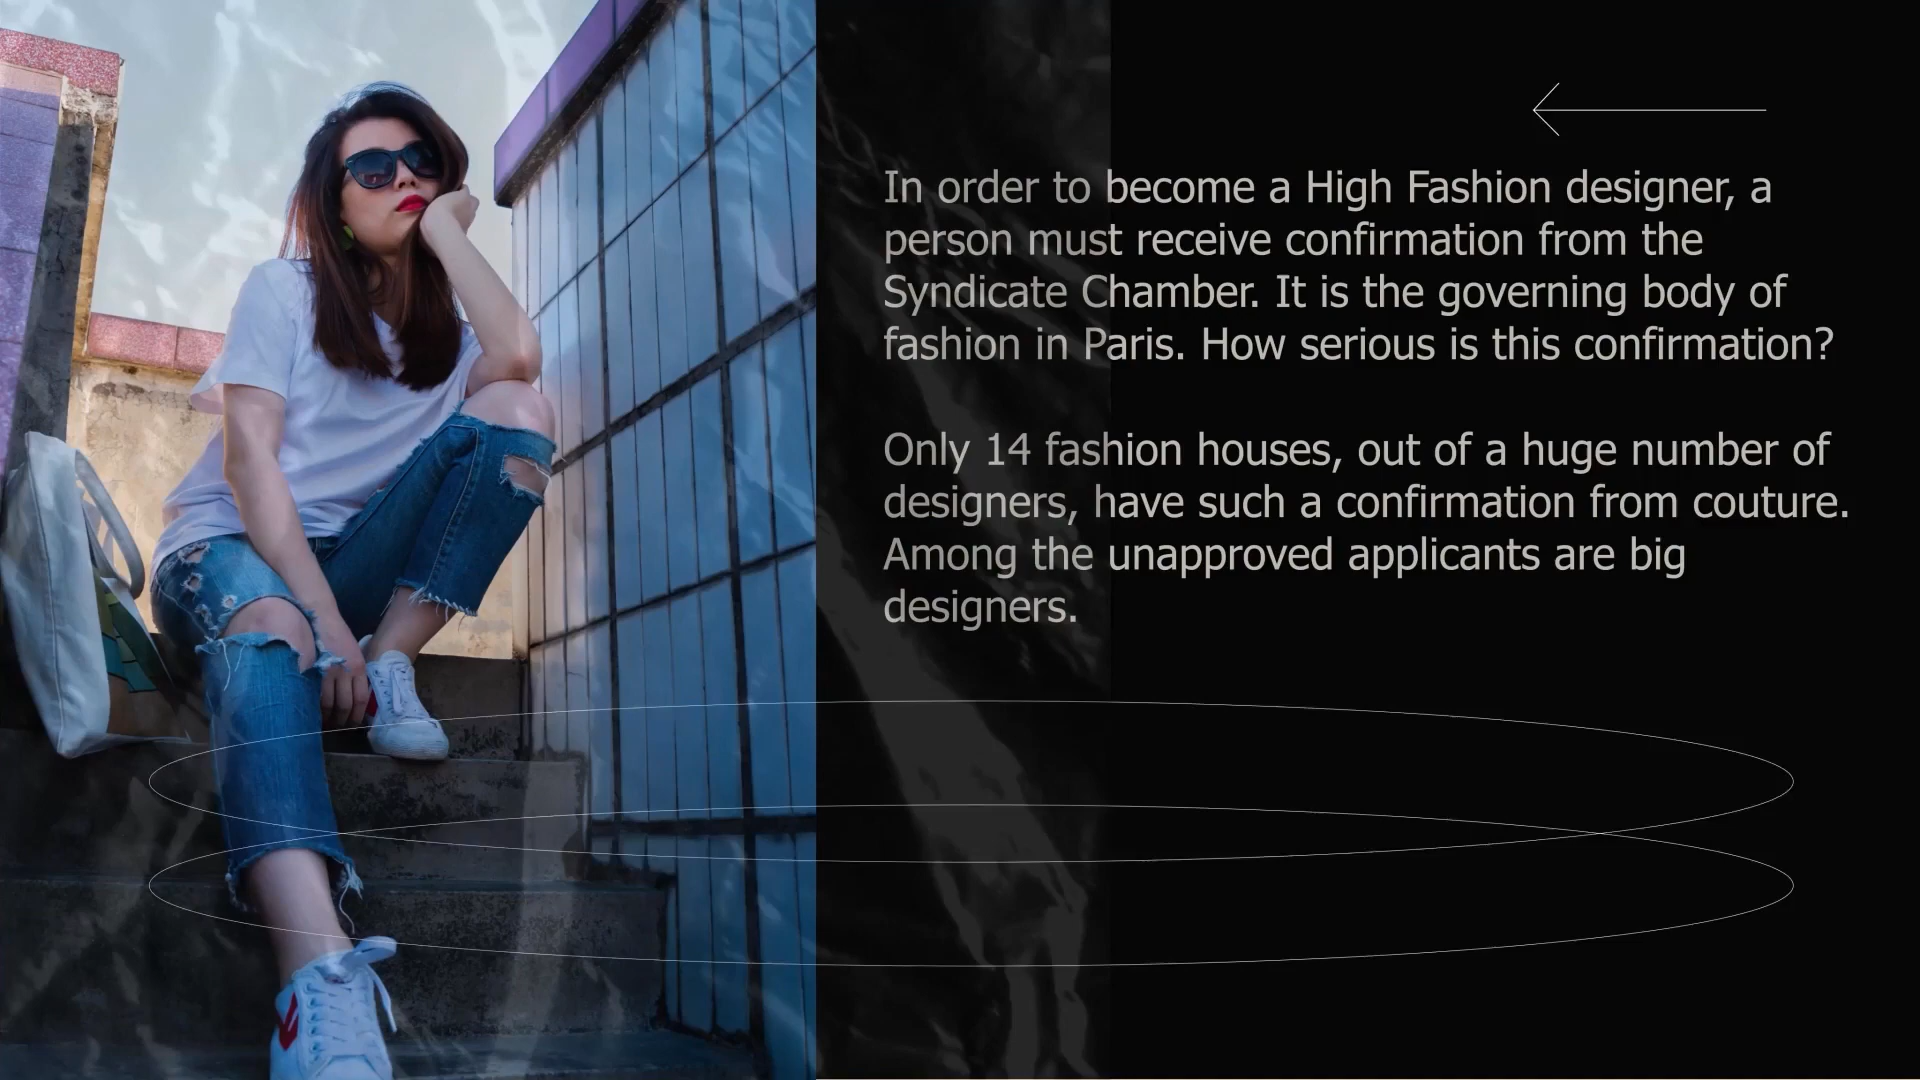 In order to become a High Fashion designer, a
person must receive confirmation from the
Syndicate Chamber. It is the governing body of
fashion in Paris. How serious is this confirmation?
Only 14 fashion houses, out of a huge number of
designers, have such a confirmation from couture.
Among the unapproved applicants are big
designers.